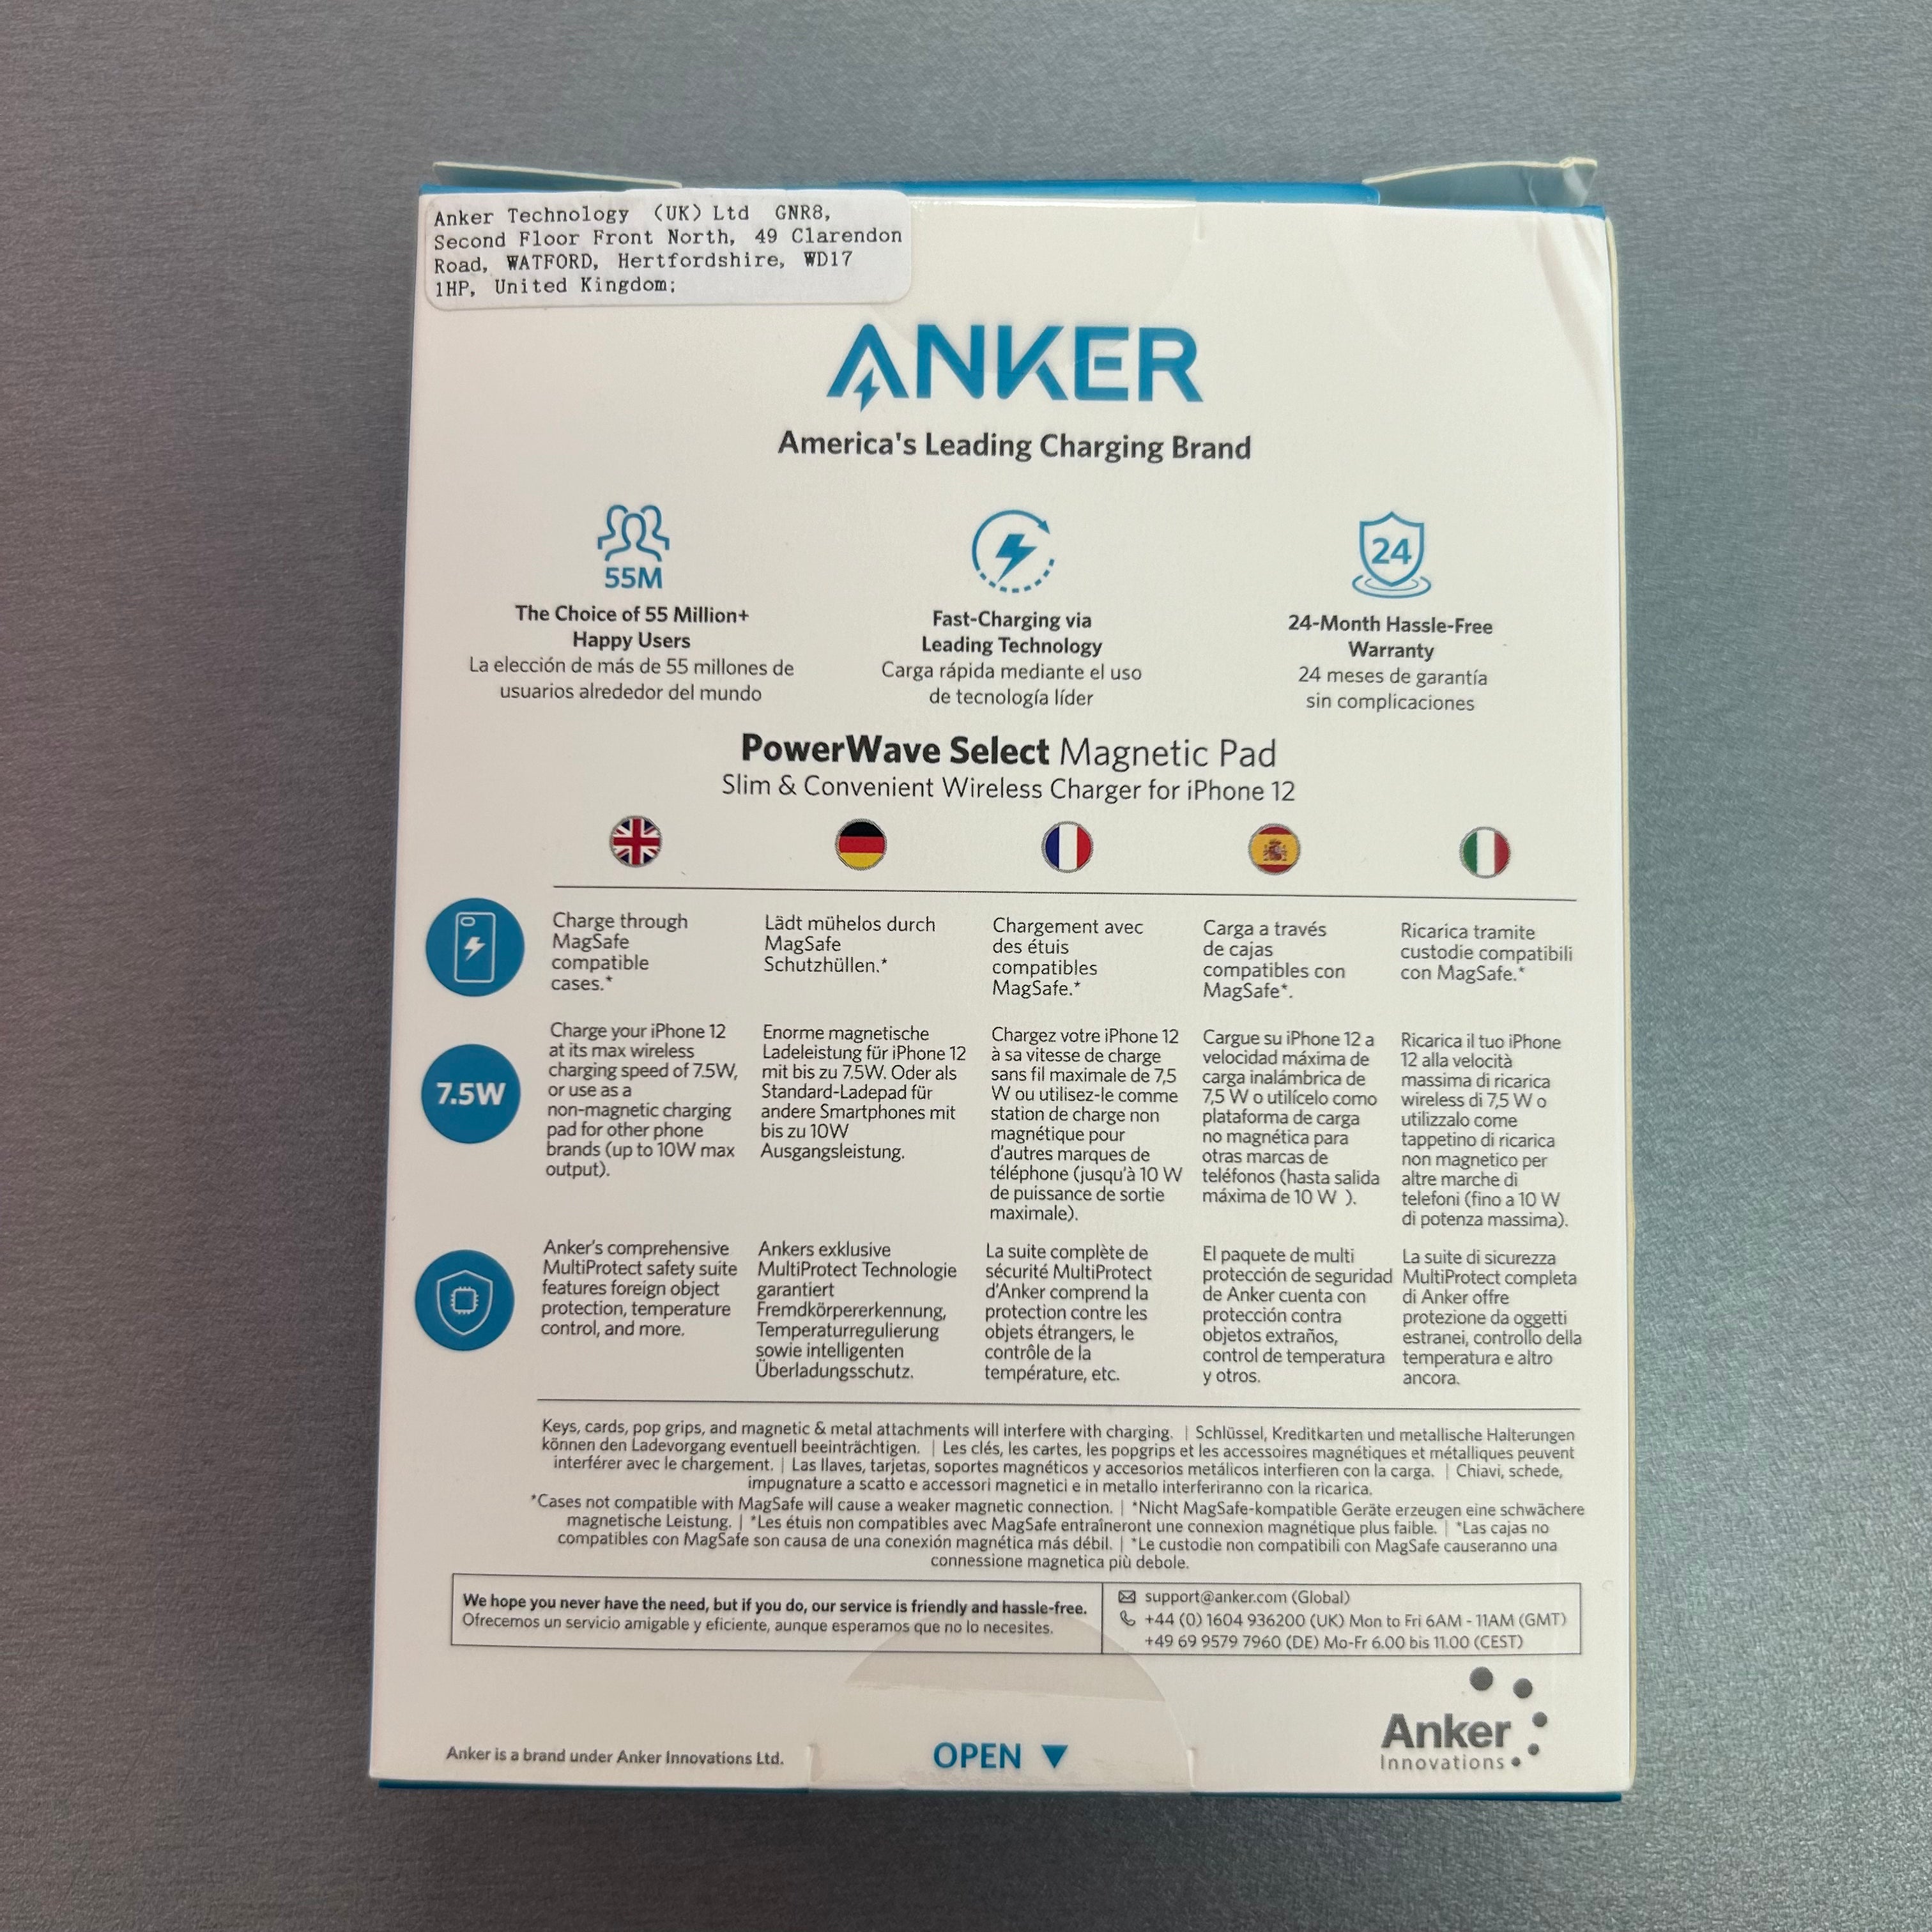 Anker Technology (UK) Ltd GNR8,
Second Floor Front North, 49 Clarendon
Road, WATFORD, Hertfordshire, WD17
1HP, United Kingdom;
ANKER
America's Leading Charging Brand
55M
The Choice of 55 Million+
Happy Users
La elección de más de 55 millones de
usuarios alrededor del mundo
Fast-Charging via
Leading Technology
Carga rápida mediante el uso
de tecnología líder
24
24-Month Hassle-Free
Warranty
24 meses de garantía
sin complicaciones
PowerWave Select Magnetic Pad
Slim & Convenient Wireless Charger for iPhone 12
Charge through
MagSafe
compatible
cases.*
Lädt mühelos durch
MagSafe
Schutzhüllen.*
Chargement avec
des étuis
compatibles
MagSafe.*
Carga a través
de cajas
compatibles con
MagSafe*.
Ricarica tramite
custodie compatibili
con MagSafe.*
7.5W
Charge your iPhone 12
at its max wireless
charging speed of 7.5W,
or use as a
non-magnetic charging
pad for other phone
brands (up to 10W max
output).
Enorme magnetische
Ladeleistung für iPhone 12
mit bis zu 7.5W. Oder als
Standard-Ladepad für
andere Smartphones mit
bis zu 10W
Ausgangsleistung.
Chargez votre iPhone 12
à sa vitesse de charge
sans fil maximale de 7,5
W ou utilisez-le comme
station de charge non
magnétique pour
d'autres marques de
téléphone (jusqu'à 10 W
de puissance de sortie
maximale).
Cargue su iPhone 12 a
velocidad máxima de
carga inalámbrica de
7,5 W o utilícelo como
plataforma de carga
no magnética para
otras marcas de
teléfonos (hasta salida
máxima de 10 W ).
Ricarica il tuo iPhone
12 alla velocità
massima di ricarica
wireless di 7,5 W o
utilizzalo come
tappetino di ricarica
non magnetico per
altre marche di
telefoni (fino a 10 W
di potenza massima).
Anker's comprehensive
MultiProtect safety suite
features foreign object
protection, temperature
control, and more.
Ankers exklusive
MultiProtect Technologie
garantiert
Fremdkörpererkennung,
Temperaturregulierung
sowie intelligenten
Überladungsschutz.
La suite complète de
sécurité MultiProtect
d'Anker comprend la
protection contre les
objets étrangers, le
contrôle de la
température, etc.
El paquete de multi
protección de seguridad
de Anker cuenta con
protección contra
objetos extraños,
control de temperatura
y otros.
La suite di sicurezza
MultiProtect completa
di Anker offre
protezione da oggetti
estranei, controllo della
temperatura e altro
ancora.
Keys, cards, pop grips, and magnetic & metal attachments will interfere with charging. | Schlüssel, Kreditkarten und metallische Halterungen
können den Ladevorgang eventuell beeinträchtigen. | Les clés, les cartes, les popgrips et les accessoires magnétiques et métalliques peuvent
interférer avec le chargement. | Las llaves, tarjetas, soportes magnéticos y accesorios metálicos interfieren con la carga. | Chiavi, schede,
impugnature a scatto e accessori magnetici e in metallo interferiranno con la ricarica.
*Cases not compatible with MagSafe will cause a weaker magnetic connection. | *Nicht MagSafe-kompatible Geräte erzeugen eine schwächere
magnetische Leistung. | *Les étuis non compatibles avec MagSafe entraîneront une connexion magnétique plus faible. | *Las cajas no
compatibles con MagSafe son causa de una conexión magnética más débil. | *Le custodie non compatibili con MagSafe causeranno una
connessione magnetica più debole.
We hope you never have the need, but if you do, our service is friendly and hassle-free.
Ofrecemos un servicio amigable y eficiente, aunque esperamos que no lo necesites.
support@anker.com (Global)
+44 (0) 1604 936200 (UK) Mon to Fri 6AM - 11AM (GMT)
+49 69 9579 7960 (DE) Mo-Fr 6.00 bis 11.00 (CEST)
Anker is a brand under Anker Innovations Ltd.
OPEN ▼
Anker
Innovations